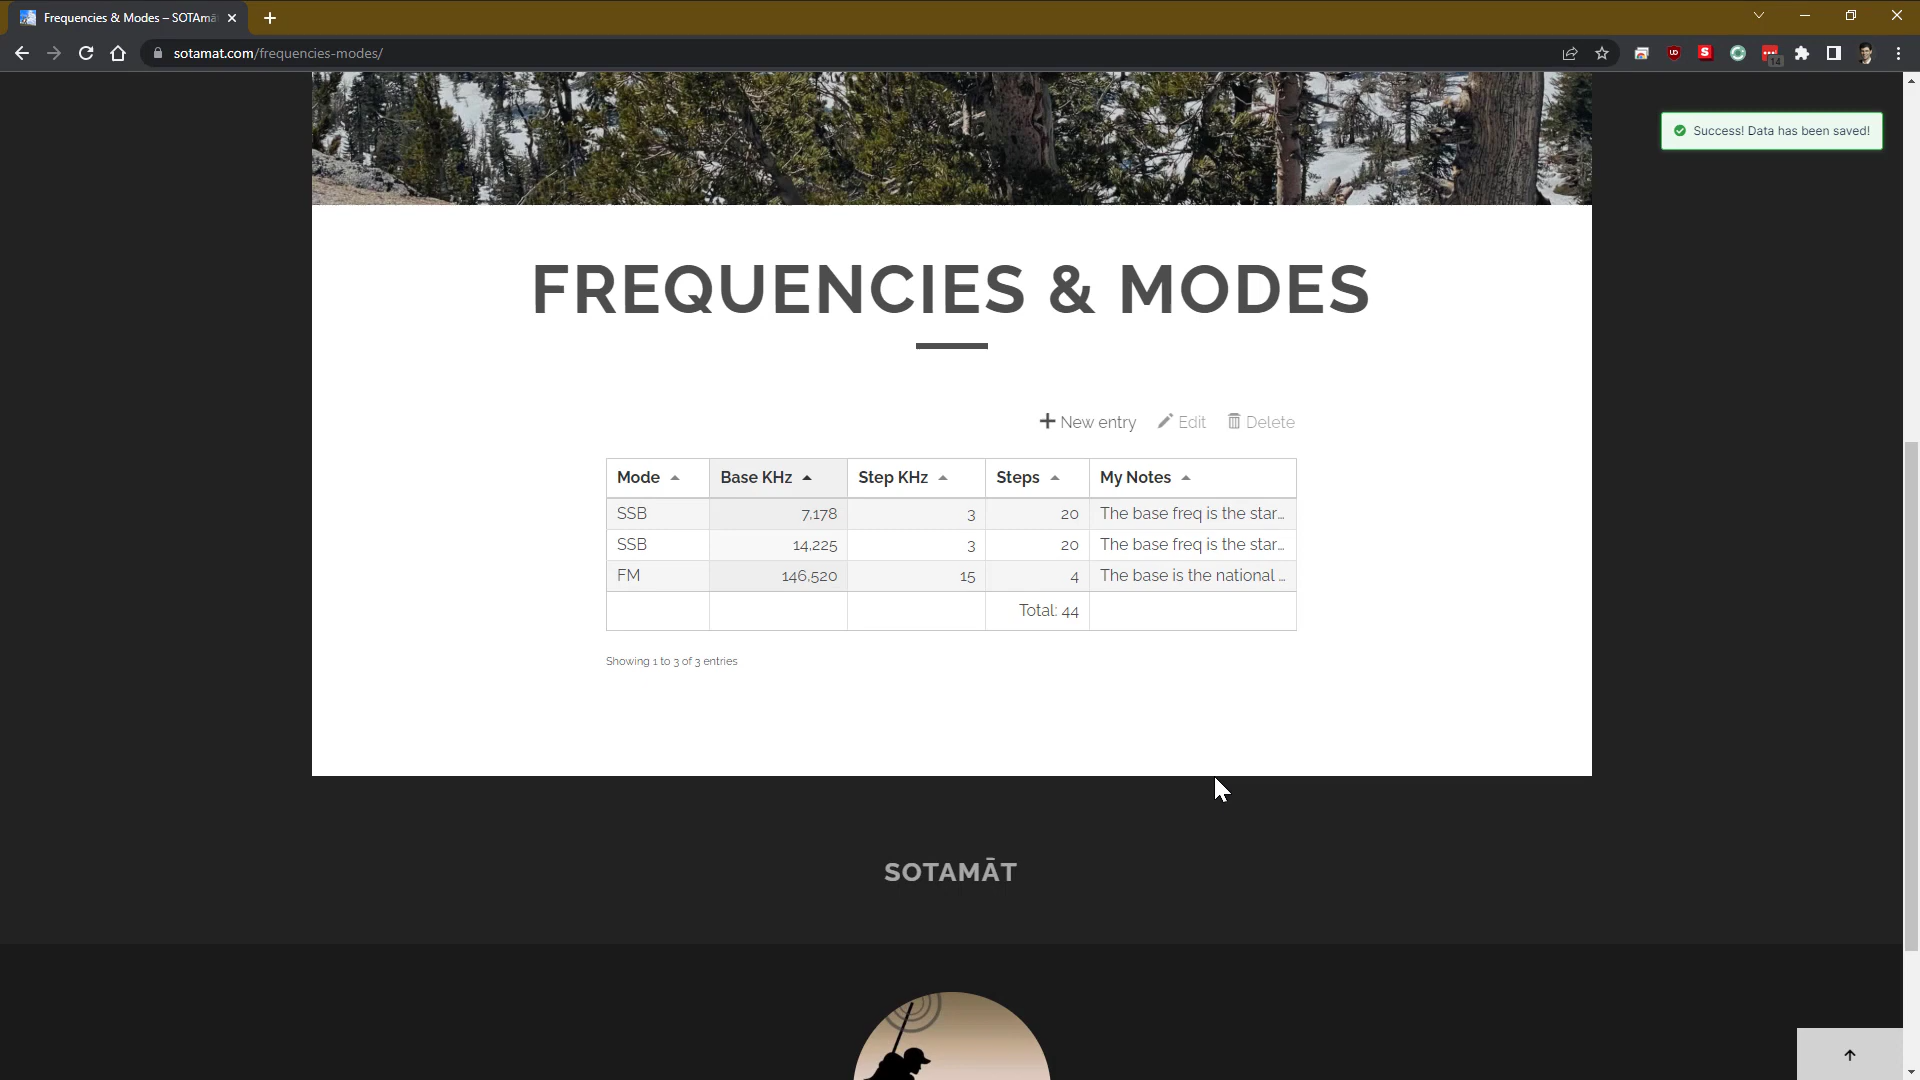 Frequencies & Modes – SOTAmā
sotamat.com/frequencies-modes/
14
Success! Data has been saved!
FREQUENCIES & MODES
New entry Edit Delete
Mode Base KHz Step KHz Steps My Notes
SSB 7,178 3 20 The base freq is the star...
SSB 14,225 3 20 The base freq is the star...
FM 146,520 15 4 The base is the national ...
Total: 44
Showing 1 to 3 of 3 entries
SOTAMĀT